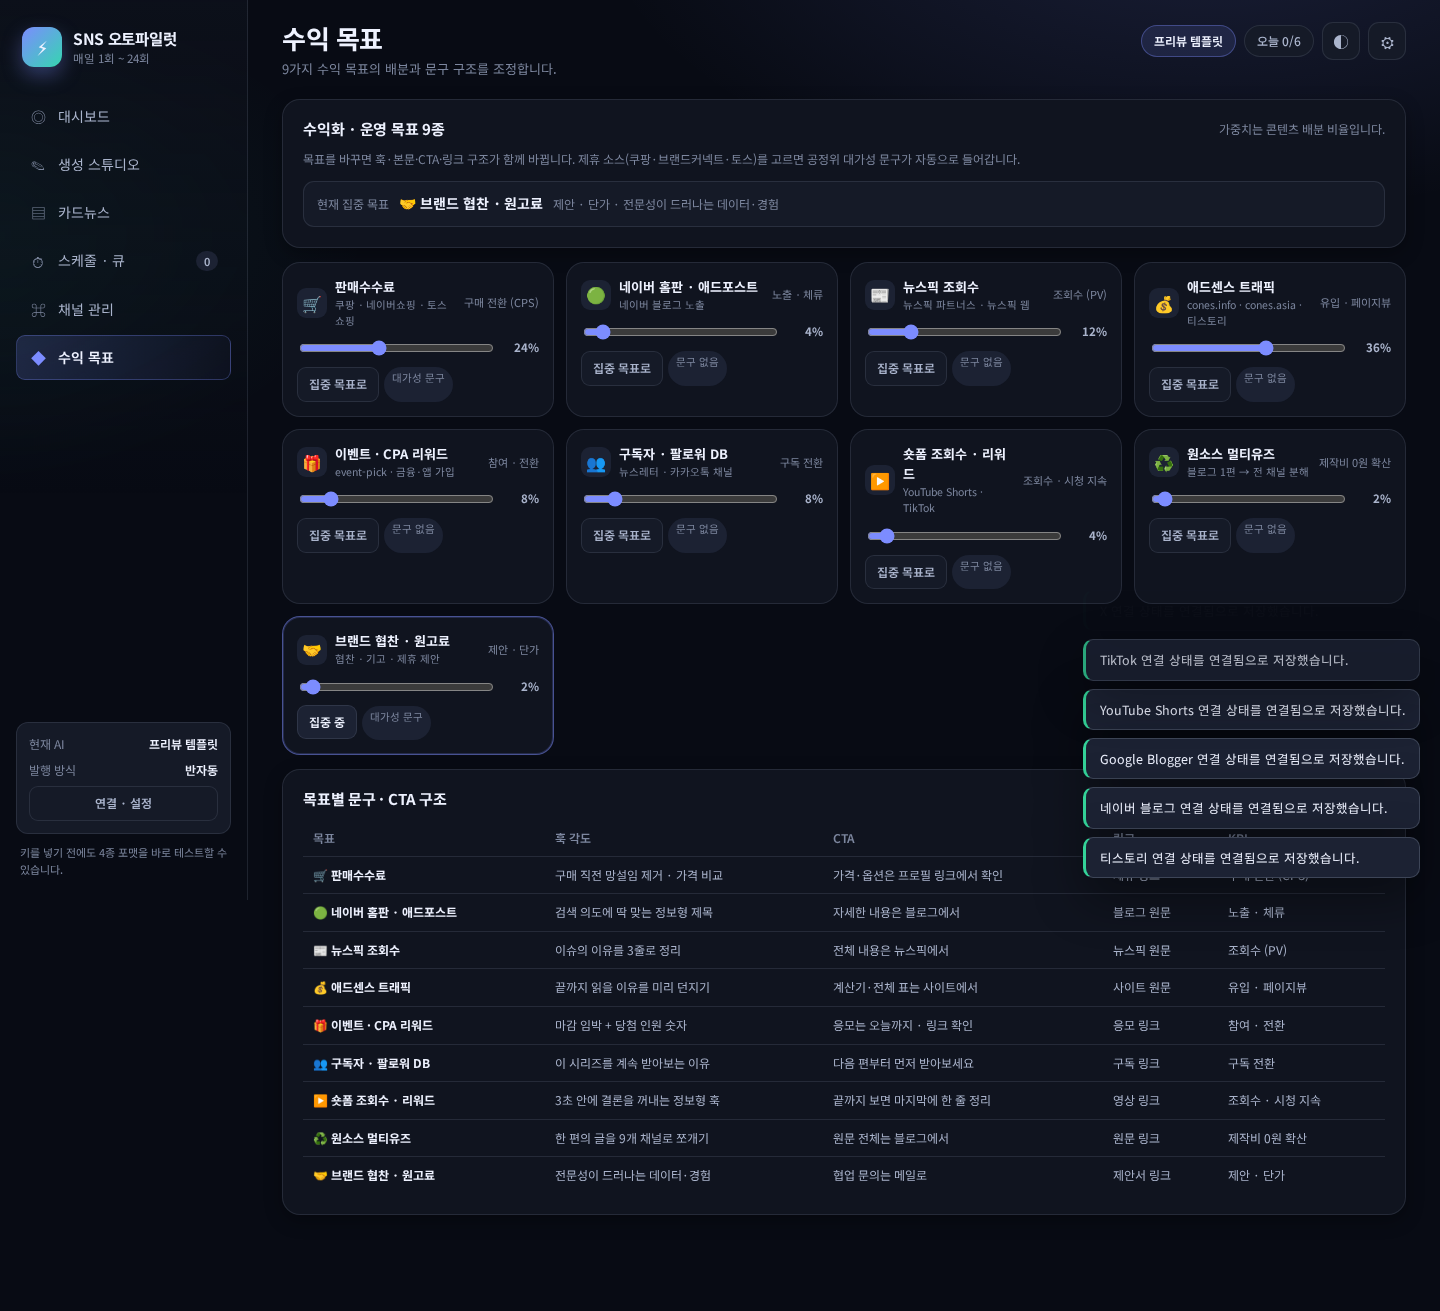 SNS 오토파일럿
매일 1회 ~ 24회
대시보드
생성 스튜디오
카드뉴스
스케줄 · 큐
0
채널 관리
수익 목표
현재 AI
프리뷰 템플릿
발행 방식
반자동
연결 · 설정
키를 넣기 전에도 4종 포맷을 바로 테스트할 수
있습니다.
수익 목표
9가지 수익 목표의 배분과 문구 구조를 조정합니다.
프리뷰 템플릿
오늘 0/6
수익화 · 운영 목표 9종
가중치는 콘텐츠 배분 비율입니다.
목표를 바꾸면 훅·본문·CTA·링크 구조가 함께 바뀝니다. 제휴 소스(쿠팡·브랜드커넥트·토스)를 고르면 공정위 대가성 문구가 자동으로 들어갑니다.
현재 집중 목표 🤝 브랜드 협찬 · 원고료 제안 · 단가 · 전문성이 드러나는 데이터·경험
판매수수료
쿠팡 · 네이버쇼핑 · 토스
쇼핑
구매 전환 (CPS)
24%
집중 목표로
대가성 문구
네이버 홈판 · 애드포스트
네이버 블로그 노출
노출 · 체류
4%
집중 목표로
문구 없음
뉴스픽 조회수
뉴스픽 파트너스 · 뉴스픽 웹
조회수 (PV)
12%
집중 목표로
문구 없음
애드센스 트래픽
cones.info · cones.asia ·
티스토리
유입 · 페이지뷰
36%
집중 목표로
문구 없음
이벤트 · CPA 리워드
event-pick · 금융·앱 가입
참여 · 전환
8%
집중 목표로
문구 없음
구독자 · 팔로워 DB
뉴스레터 · 카카오톡 채널
구독 전환
8%
집중 목표로
문구 없음
숏폼 조회수 · 리워
드
YouTube Shorts ·
TikTok
조회수 · 시청 지속
4%
집중 목표로
문구 없음
원소스 멀티유즈
블로그 1편 → 전 채널 분해
제작비 0원 확산
2%
집중 목표로
문구 없음
브랜드 협찬 · 원고료
협찬 · 기고 · 제휴 제안
제안 · 단가
2%
집중 중
대가성 문구
TikTok 연결 상태를 연결됨으로 저장했습니다.
YouTube Shorts 연결 상태를 연결됨으로 저장했습니다.
Google Blogger 연결 상태를 연결됨으로 저장했습니다.
네이버 블로그 연결 상태를 연결됨으로 저장했습니다.
티스토리 연결 상태를 연결됨으로 저장했습니다.
목표별 문구 · CTA 구조
목표 훅 각도 CTA
판매수수료 구매 직전 망설임 제거 · 가격 비교 가격·옵션은 프로필 링크에서 확인
네이버 홈판 · 애드포스트 검색 의도에 딱 맞는 정보형 제목 자세한 내용은 블로그에서 블로그 원문 노출 · 체류
뉴스픽 조회수 이슈의 이유를 3줄로 정리 전체 내용은 뉴스픽에서 뉴스픽 원문 조회수 (PV)
애드센스 트래픽 끝까지 읽을 이유를 미리 던지기 계산기·전체 표는 사이트에서 사이트 원문 유입 · 페이지뷰
이벤트 · CPA 리워드 마감 임박 + 당첨 인원 숫자 응모는 오늘까지 · 링크 확인 응모 링크 참여 · 전환
구독자 · 팔로워 DB 이 시리즈를 계속 받아보는 이유 다음 편부터 먼저 받아보세요 구독 링크 구독 전환
숏폼 조회수 · 리워드 3초 안에 결론을 꺼내는 정보형 훅 끝까지 보면 마지막에 한 줄 정리 영상 링크 조회수 · 시청 지속
원소스 멀티유즈 한 편의 글을 9개 채널로 쪼개기 원문 전체는 블로그에서 원문 링크 제작비 0원 확산
브랜드 협찬 · 원고료 전문성이 드러나는 데이터·경험 협업 문의는 메일로 제안서 링크 제안 · 단가